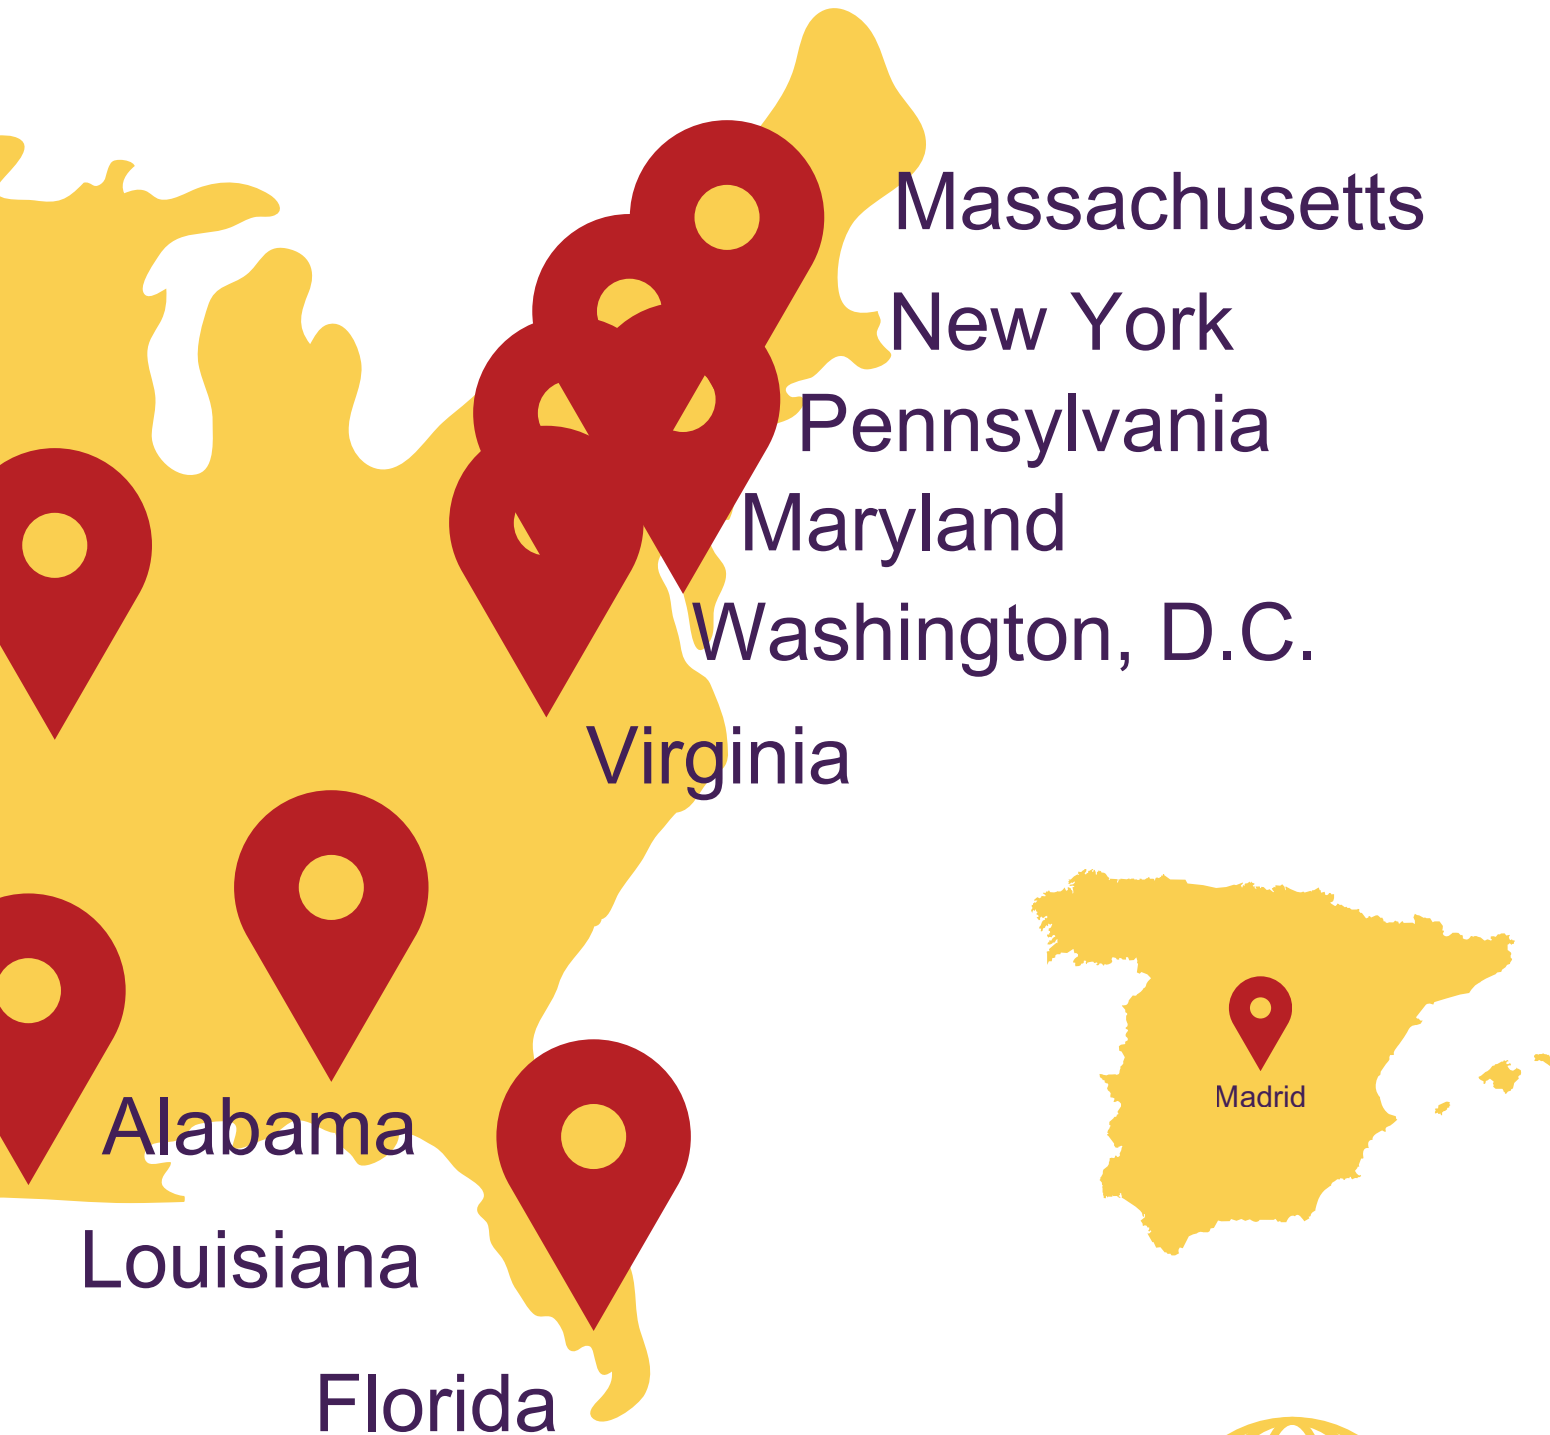 Massachusetts
New York
Pennsylvania
Maryland
Washington, D.C.
Virginia
Madrid
Alabama
Louisiana
Florida